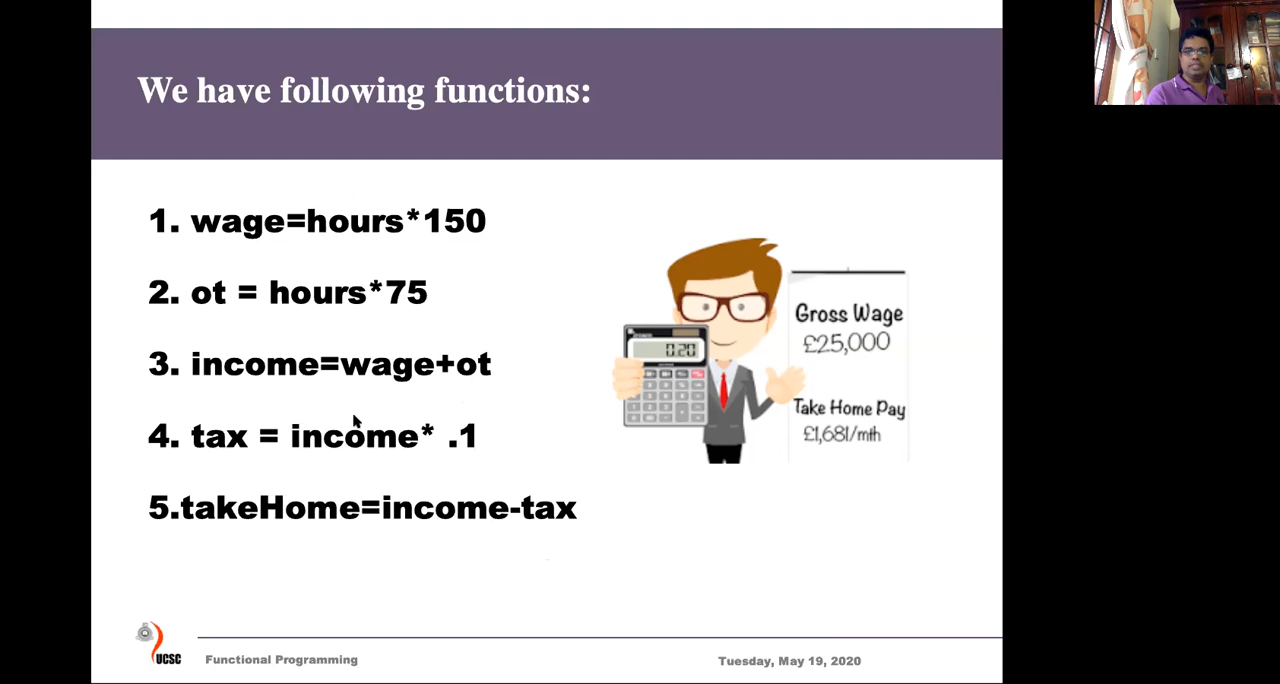 We have following functions:
1. wage=hours*150
2. ot = hours*75
3. income=wage+ot
4. tax = income* .1
5.takeHome=income-tax
0.20
Gross Wage
£25,000
Take Home Pay
£1,681/mth
UCSC
Functional Programming
Tuesday, May 19, 2020